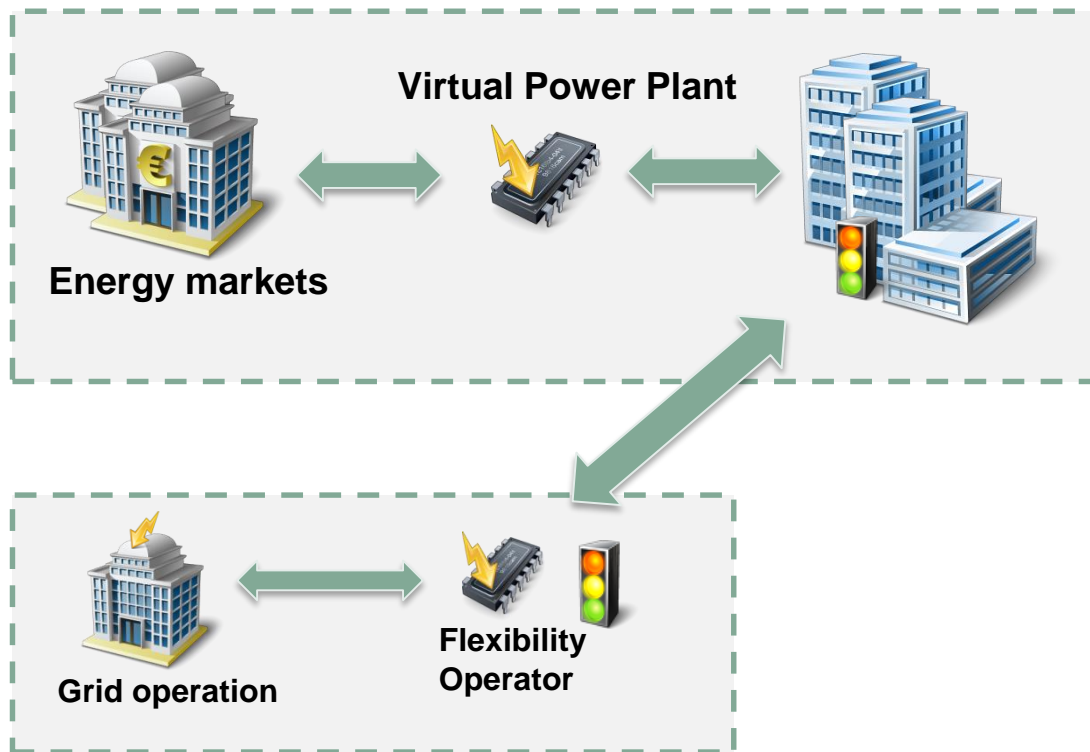 Virtual Power Plant
€
Energy markets
Flexibility
Operator
Grid operation